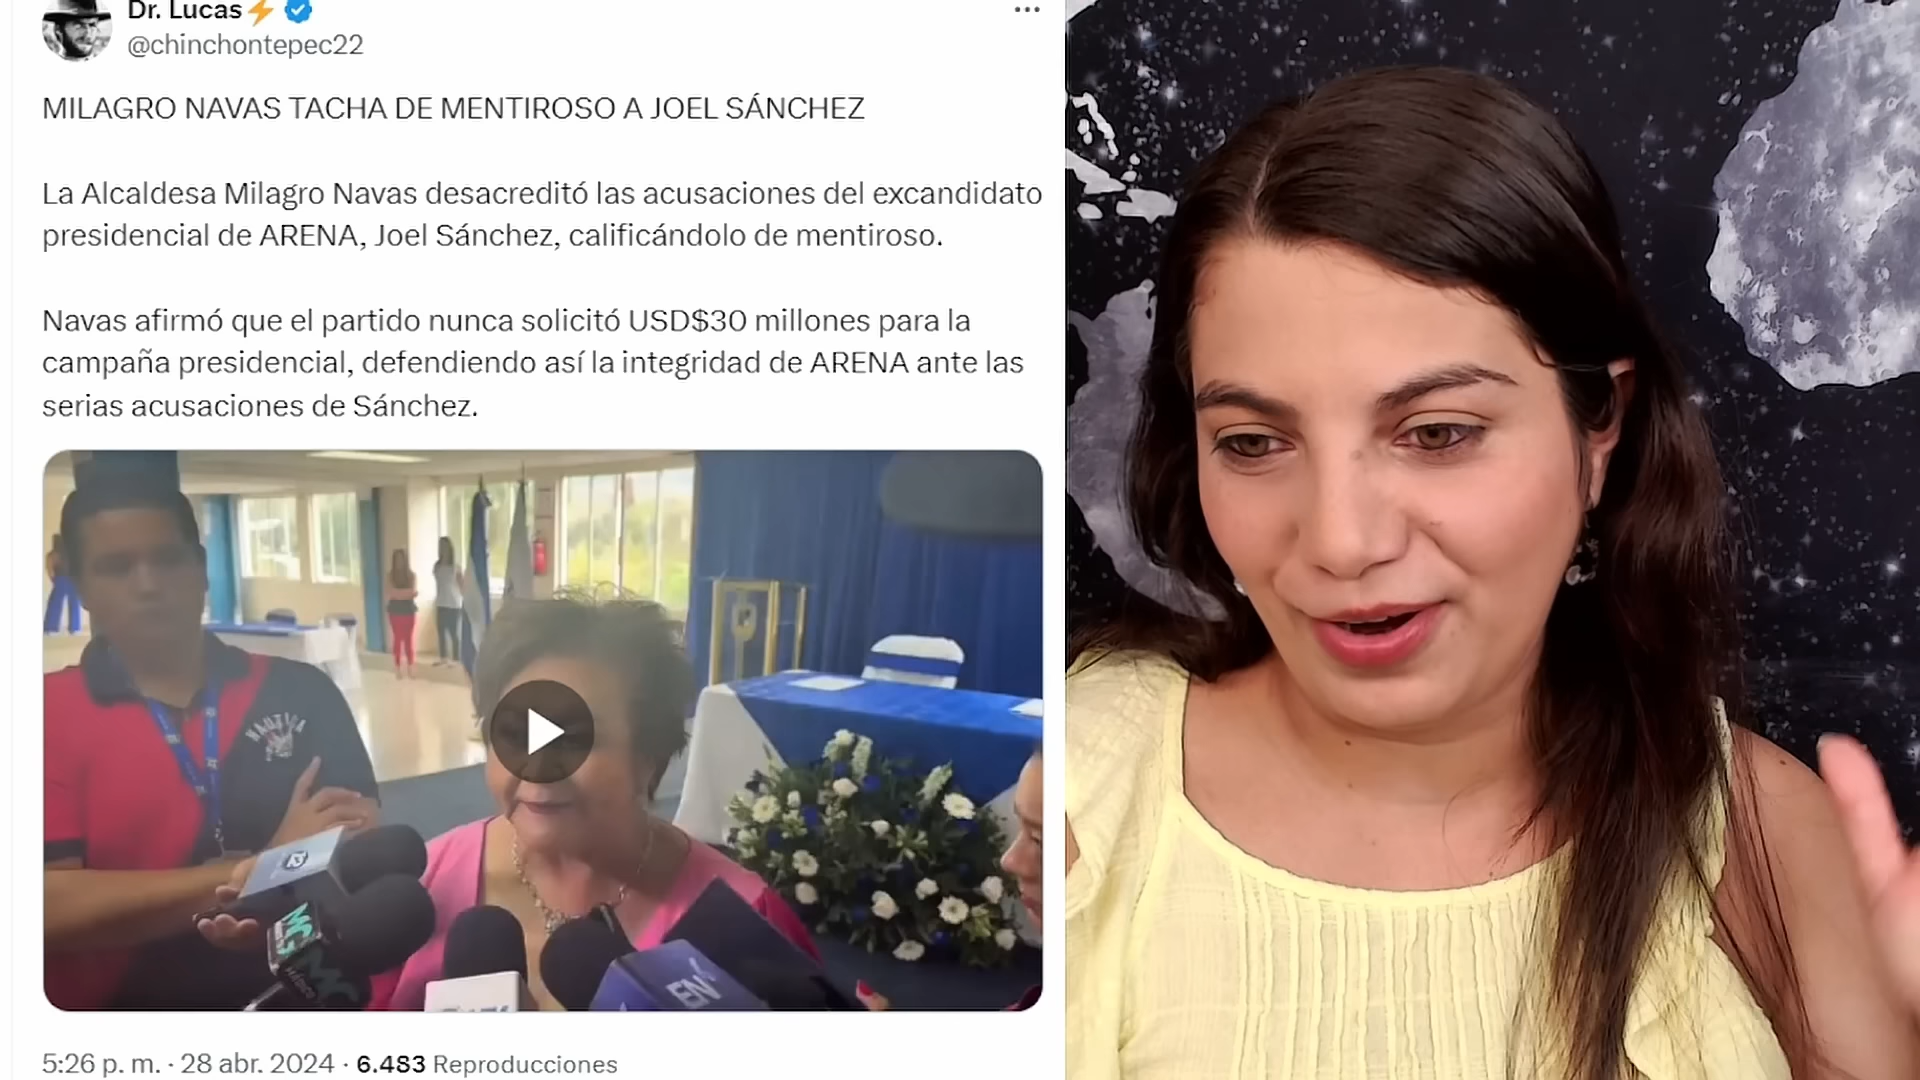 Dr. Lucas⚡
@chinchontepec22
MILAGRO NAVAS TACHA DE MENTIROSO A JOEL SÁNCHEZ
La Alcaldesa Milagro Navas desacreditó las acusaciones del excandidato
presidencial de ARENA, Joel Sánchez, calificándolo de mentiroso.
Navas afirmó que el partido nunca solicitó USD$30 millones para la
campaña presidencial, defendiendo así la integridad de ARENA ante las
serias acusaciones de Sánchez.
NAUTICA
12
EN
5:26 p. m. · 28 abr. 2024 · 6.483 Reproducciones